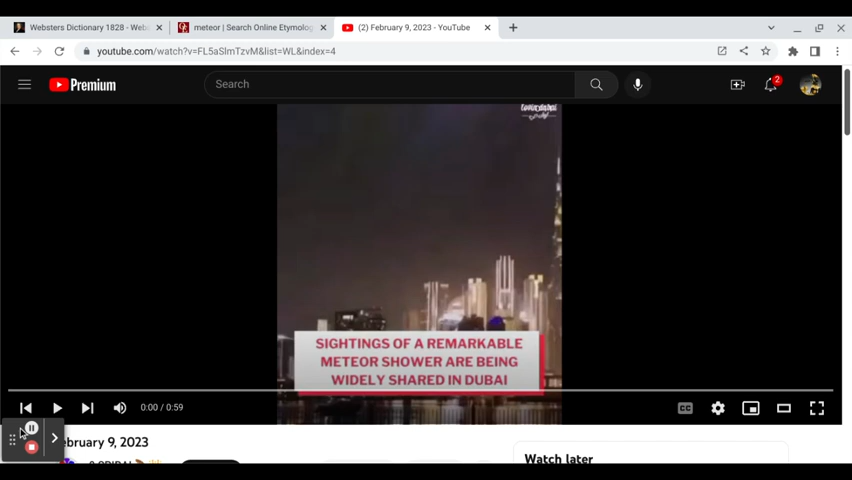 Websters Dictionary 1828 - Webs
meteor | Search Online Etymolog
(2) February 9, 2023 - YouTube
youtube.com/watch?v=FL5aSlmTzvM&list=WL&index=4
Premium
Search
2
SIGHTINGS OF A REMARKABLE
METEOR SHOWER ARE BEING
WIDELY SHARED IN DUBAI
0:00 / 0:59
CC
ebruary 9, 2023
Watch later